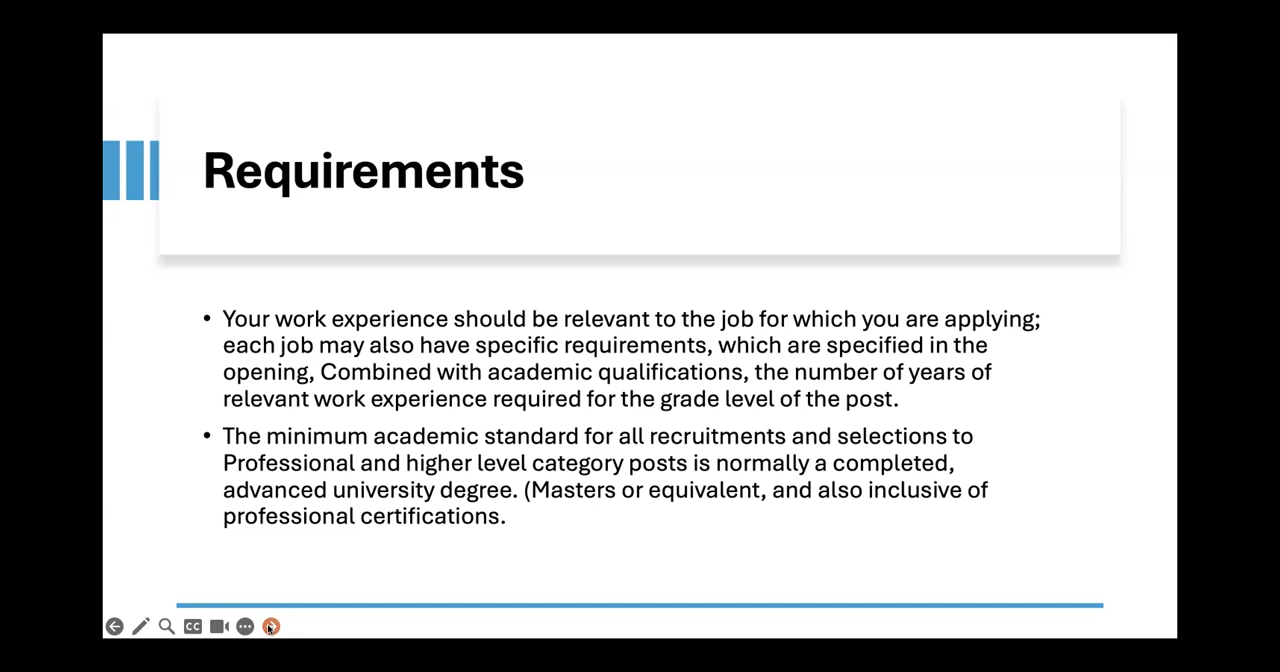 Requirements
• Your work experience should be relevant to the job for which you are applying;
each job may also have specific requirements, which are specified in the
opening, Combined with academic qualifications, the number of years of
relevant work experience required for the grade level of the post.
• The minimum academic standard for all recruitments and selections to
Professional and higher level category posts is normally a completed,
advanced university degree. (Masters or equivalent, and also inclusive of
professional certifications.
CC